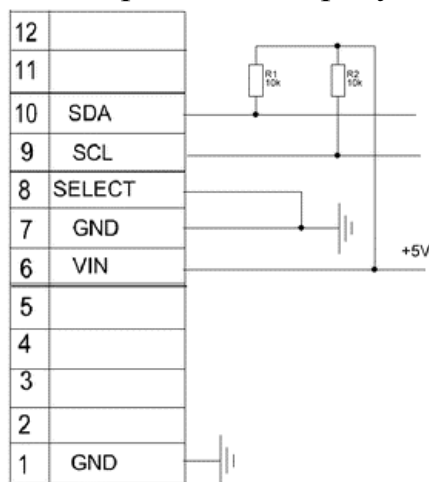 12
11
10 SDA
9 SCL
8 SELECT
7 GND
6 VIN
5
4
3
2
1 GND
R1
10k
R2
10k
+5V